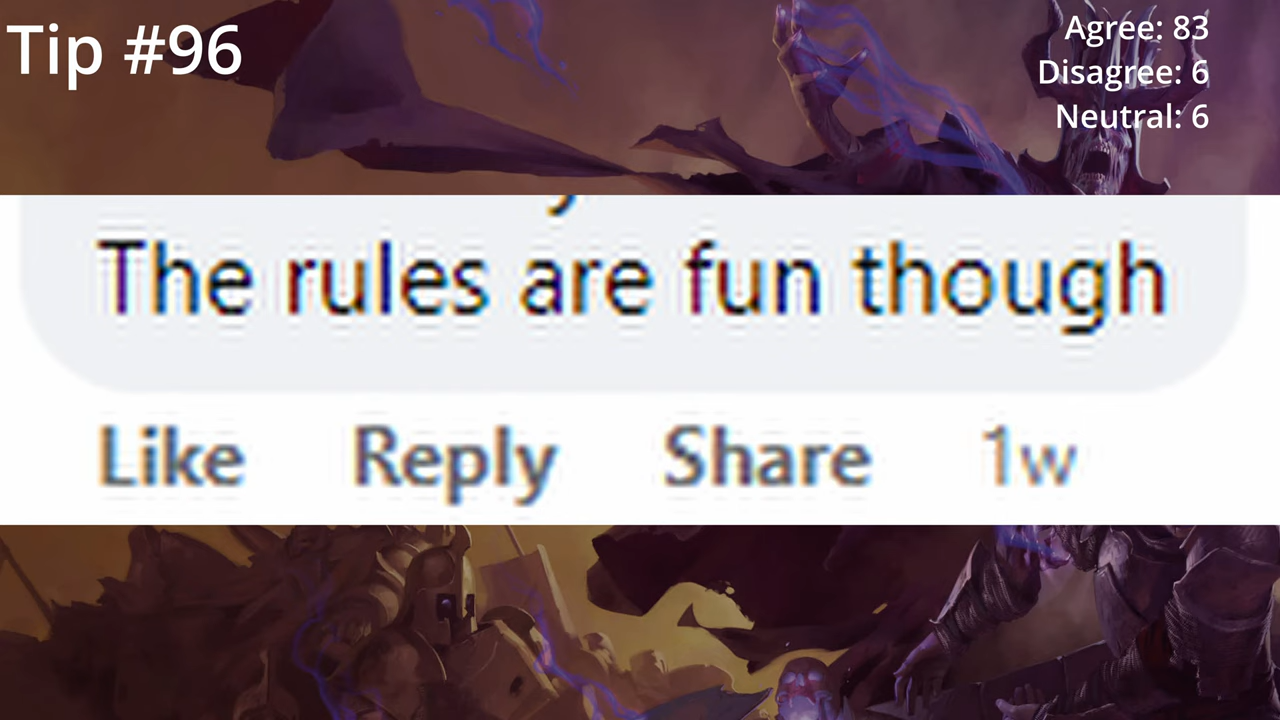 Tip #96
Agree: 83
Disagree: 6
Neutral: 6
The rules are fun though
Like Reply Share 1w